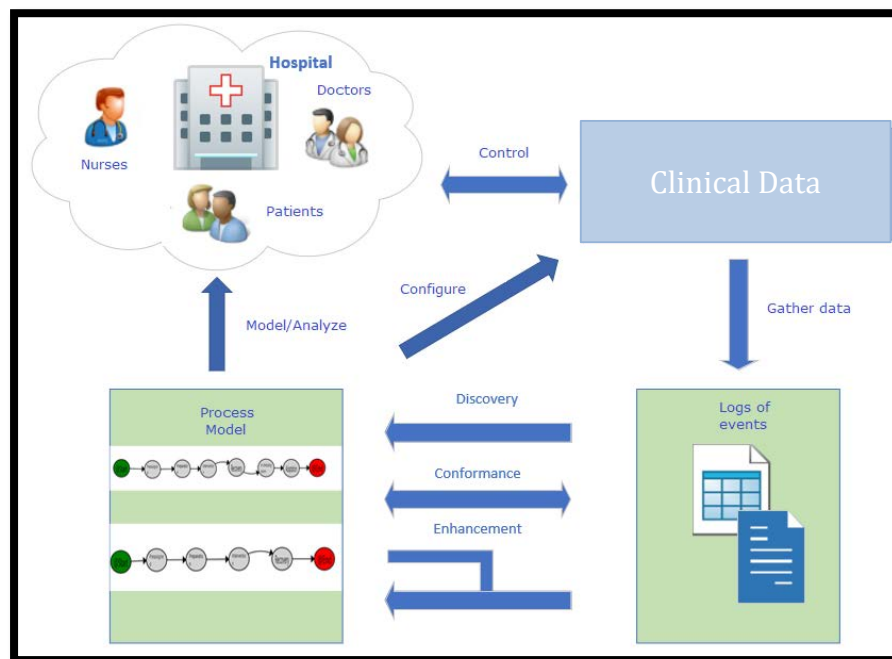 Hospital
Doctors
Nurses
Patients
Control
Clinical Data
Configure
Model/Analyze
Gather data
Process
Model
Discovery
Logs of
events
Conformance
Enhancement